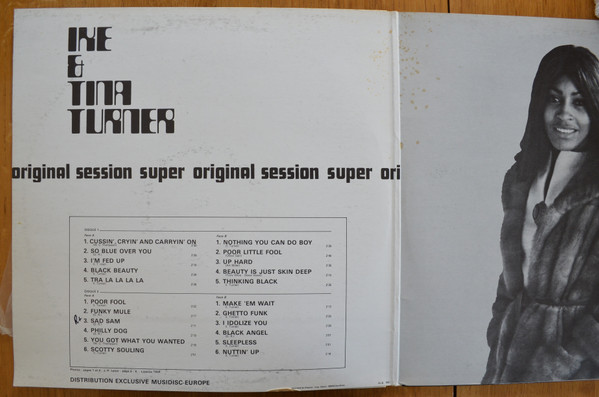 IKE
&
TINA
TURNER
original session super original session super ori
1. CUSSIN', CRYIN' AND CARRYIN' ON
2. SO BLUE OVER YOU
3. I'M FED UP
4. BLACK BEAUTY
5. TRA LA LA LA LA
1. NOTHING YOU CAN DO BOY
2. POOR LITTLE FOOL
3. UP HARD
4. BEAUTY IS JUST SKIN DEEP
5. THINKING BLACK
1. POOR FOOL
2. FUNKY MULE
3. SAD SAM
4. PHILLY DOG
5. YOU GOT WHAT YOU WANTED
6. SCOTTY SOULING
1. MAKE 'EM WAIT
2. GHETTO FUNK
3. I IDOLIZE YOU
4. BLACK ANGEL
5. SLEEPLESS
6. NUTTIN' UP
DISTRIBUTION EXCLUSIVE MUSIDISC-EUROPE